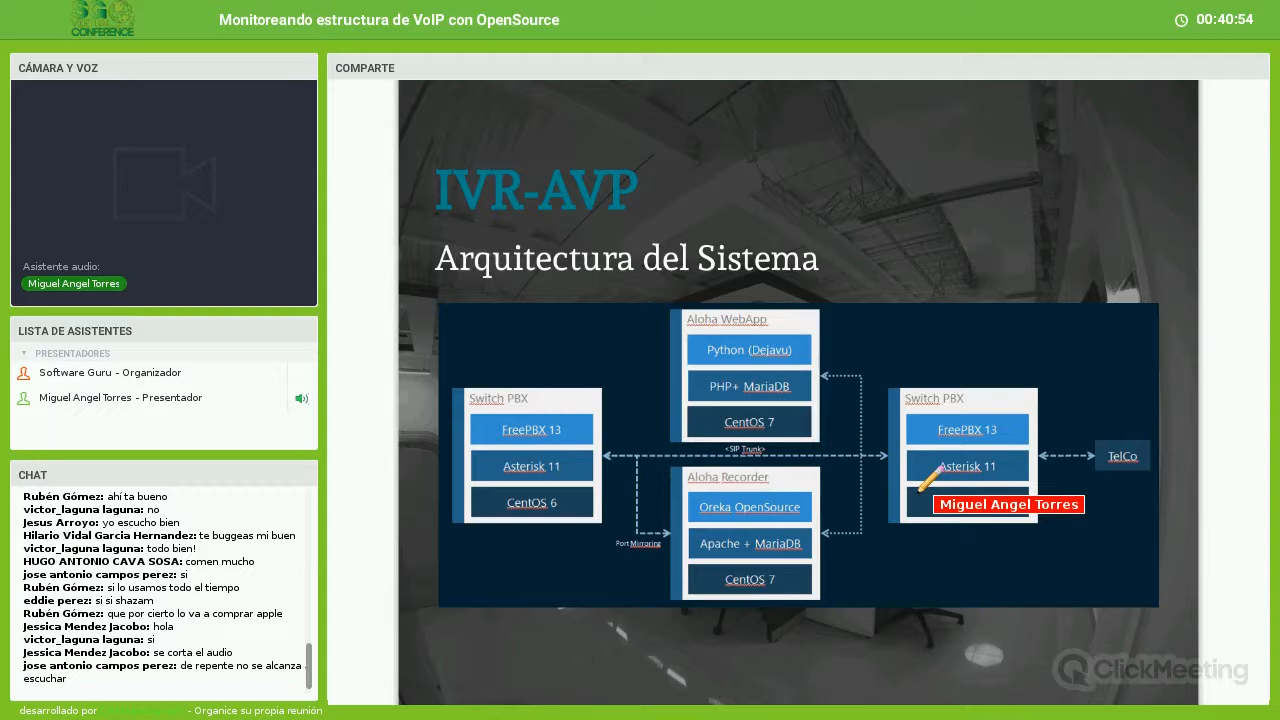 SG VIRTUAL CONFERENCE
Monitoreando estructura de VoIP con OpenSource
00:40:54
CÁMARA Y VOZ
Asistente audio:
Miguel Angel Torres
LISTA DE ASISTENTES
PRESENTADORES
Software Guru - Organizador
Miguel Angel Torres - Presentador
CHAT
Rubén Gómez: ahí ta bueno
victor_laguna laguna: no
Jesus Arroyo: yo escucho bien
Hilario Vidal Garcia Hernandez: te buggeas mi buen
victor_laguna laguna: todo bien!
HUGO ANTONIO CAVA SOSA: comen mucho
jose antonio campos perez: si
Rubén Gómez: si lo usamos todo el tiempo
eddie perez: si si shazam
Rubén Gómez: que por cierto lo va a comprar apple
Jessica Mendez Jacobo: hola
victor_laguna laguna: si
Jessica Mendez Jacobo: se corta el audio
jose antonio campos perez: de repente no se alcanza
escuchar
desarrollado por
- Organice su propia reunión
COMPARTE
IVR-AVP
Arquitectura del Sistema
Switch PBX
FreePBX 13
Asterisk 11
CentOS 6
Aloha WebApp
Python (Dejavu)
PHP+ MariaDB
CentOS 7
<SIP Trunk>
Port Mirroring
Aloha Recorder
Oreka OpenSource
Apache + MariaDB
CentOS 7
Switch PBX
FreePBX 13
Asterisk 11
Miguel Angel Torres
TelCo
ClickMeeting